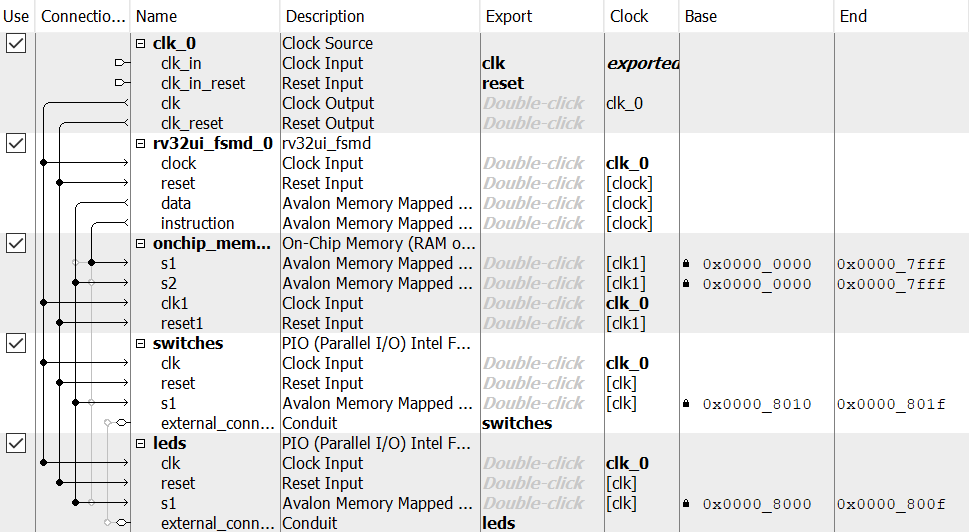 Use Connectio... Name Description Export Clock Base End
clk_0 Clock Source
clk_in Clock Input clk exported
clk_in_reset Reset Input reset
clk Clock Output Double-click clk_0
clk_reset Reset Output Double-click
rv32ui_fsmd_0 rv32ui_fsmd
clock Clock Input Double-click clk_0
reset Reset Input Double-click [clock]
data Avalon Memory Mapped ... Double-click [clock]
instruction Avalon Memory Mapped ... Double-click [clock]
onchip_mem... On-Chip Memory (RAM o...
s1 Avalon Memory Mapped ... Double-click [clk1] 0x0000_0000 0x0000_7fff
s2 Avalon Memory Mapped ... Double-click [clk1] 0x0000_0000 0x0000_7fff
clk1 Clock Input Double-click clk_0
reset1 Reset Input Double-click [clk1]
switches PIO (Parallel I/O) Intel F...
clk Clock Input Double-click clk_0
reset Reset Input Double-click [clk]
s1 Avalon Memory Mapped ... Double-click [clk] 0x0000_8010 0x0000_801f
external_conn... Conduit switches
leds PIO (Parallel I/O) Intel F...
clk Clock Input Double-click clk_0
reset Reset Input Double-click [clk]
s1 Avalon Memory Mapped ... Double-click [clk] 0x0000_8000 0x0000_800f
external_conn... Conduit leds